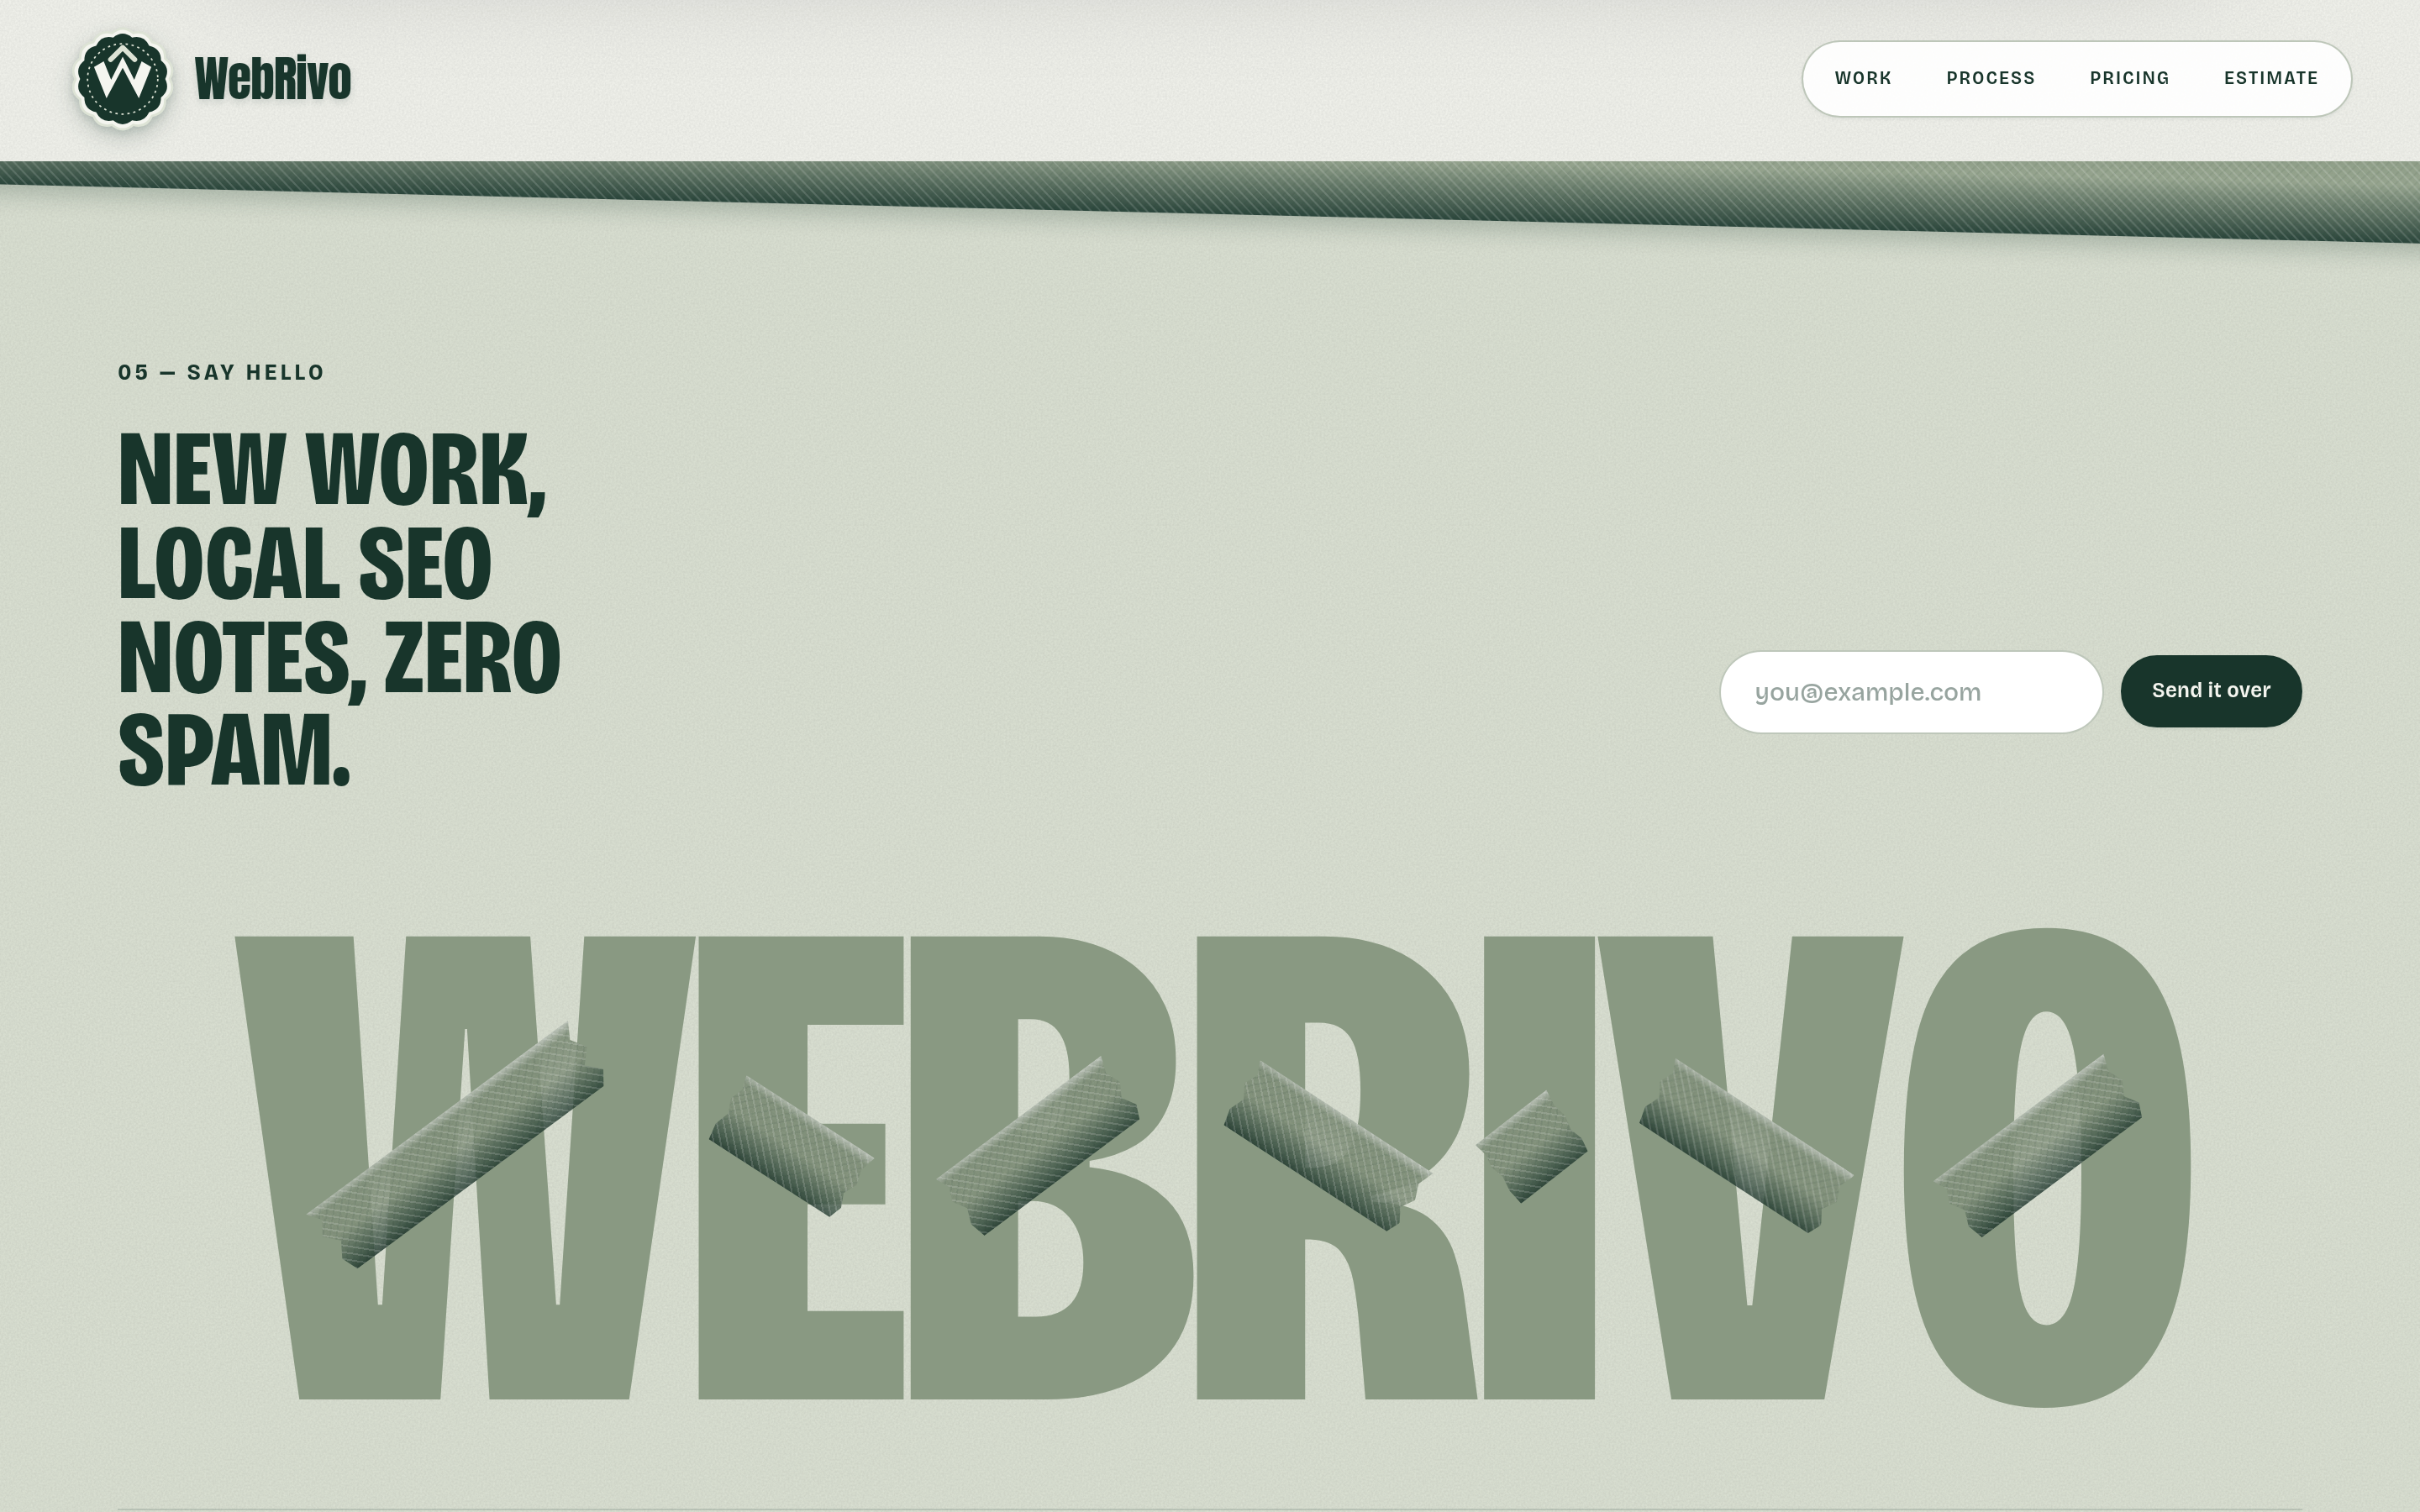 WebRivo
WORK PROCESS PRICING ESTIMATE
05 — SAY HELLO
NEW WORK,
LOCAL SEO
NOTES, ZERO
SPAM.
you@example.com
Send it over
WEBRIVO